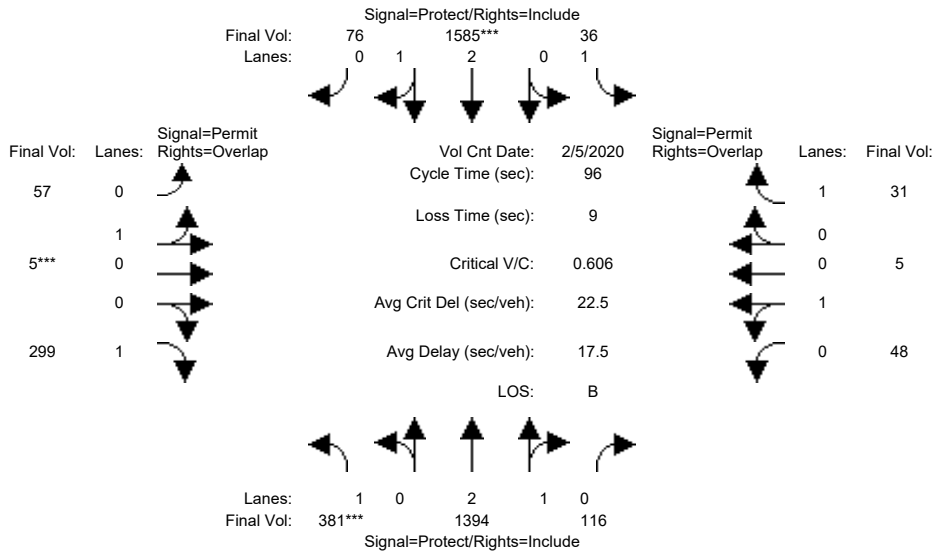 Signal=Protect/Rights=Include
Final Vol: 76 1585*** 36
Lanes: 0 1 2 0 1
Signal=Permit
Final Vol: Lanes: Rights=Overlap
Vol Cnt Date: 2/5/2020
Signal=Permit
Rights=Overlap Lanes: Final Vol:
Cycle Time (sec): 96
57 0
1 31
Loss Time (sec): 9
1
0
5*** 0
Critical V/C: 0.606
0 5
0
Avg Crit Del (sec/veh): 22.5
1
299 1
Avg Delay (sec/veh): 17.5
0 48
LOS: B
Lanes: 1 0 2 1 0
Final Vol: 381*** 1394 116
Signal=Protect/Rights=Include